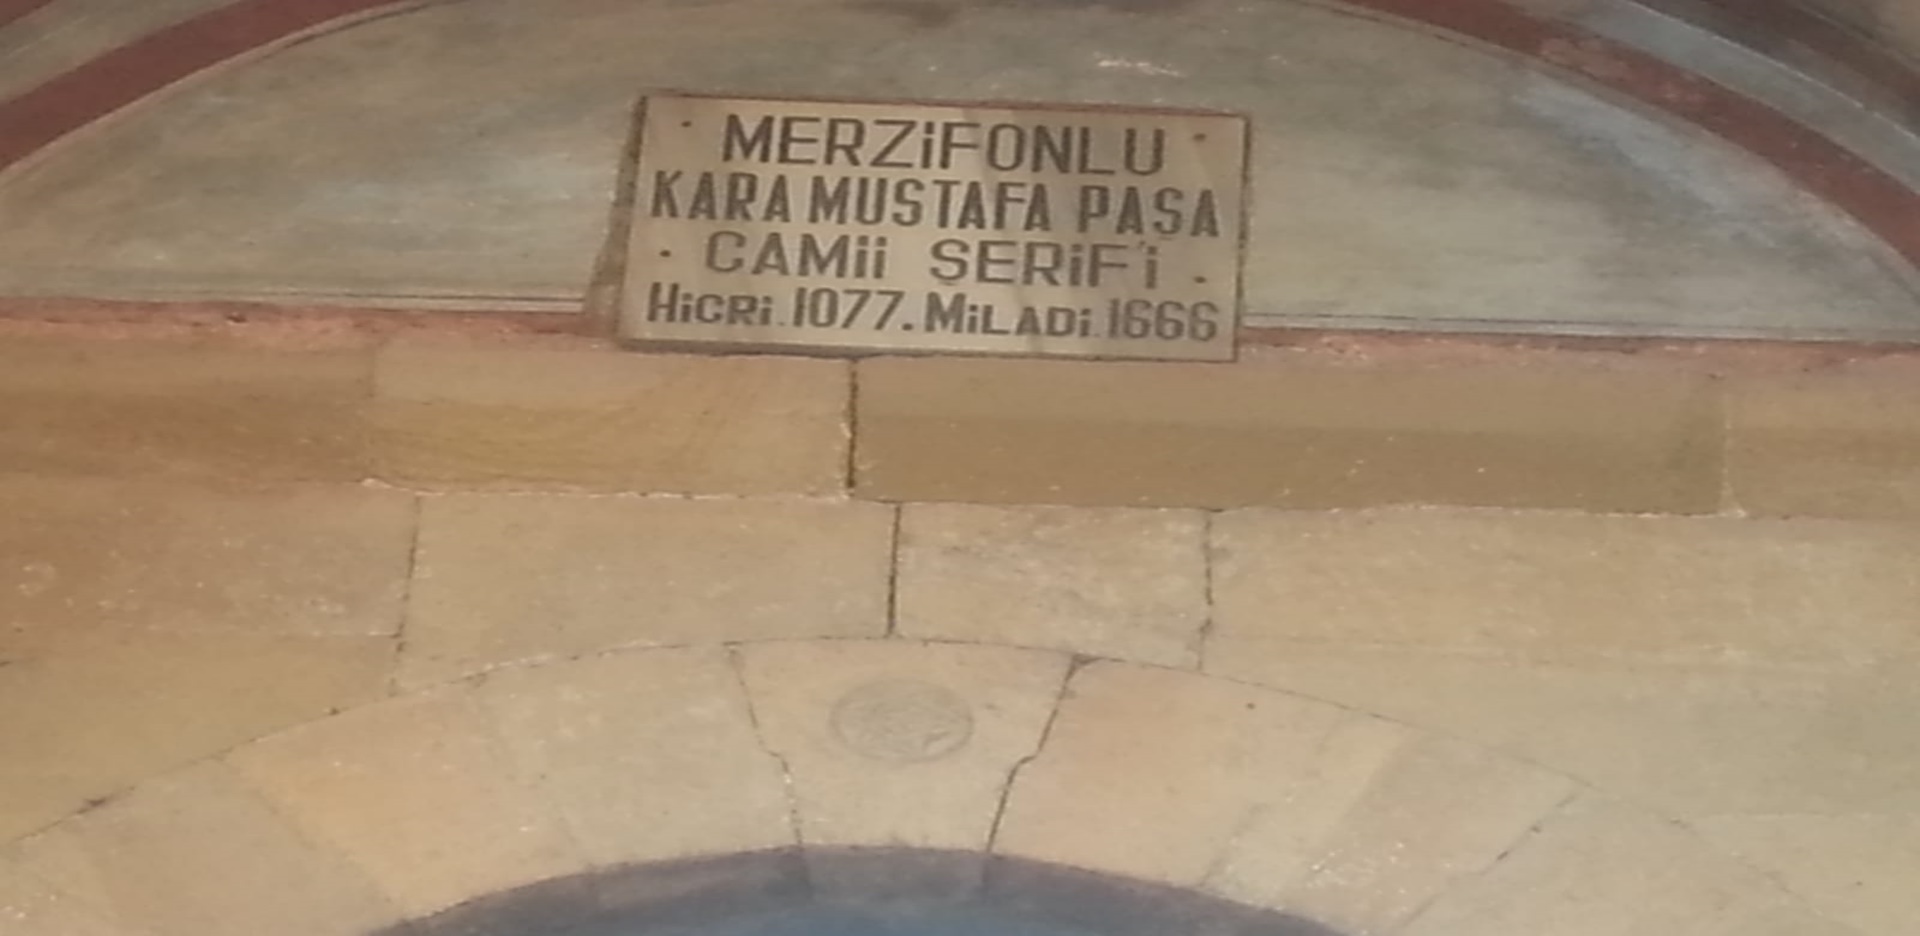 MERZiFONLU
KARA MUSTAFA PAŞA
CAMii ŞERiF'i
HiCRi.1077.MiLADi.1666